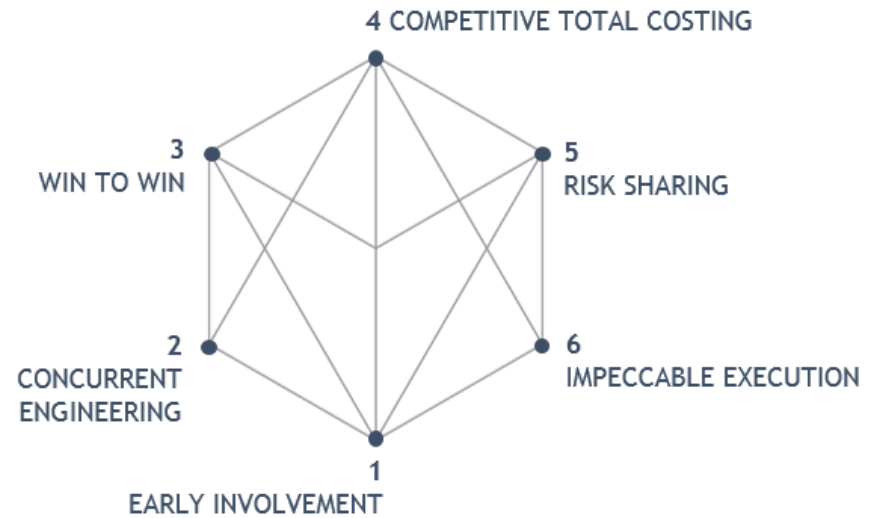 4 COMPETITIVE TOTAL COSTING
3
WIN TO WIN
5
RISK SHARING
2
CONCURRENT
ENGINEERING
6
IMPECCABLE EXECUTION
1
EARLY INVOLVEMENT